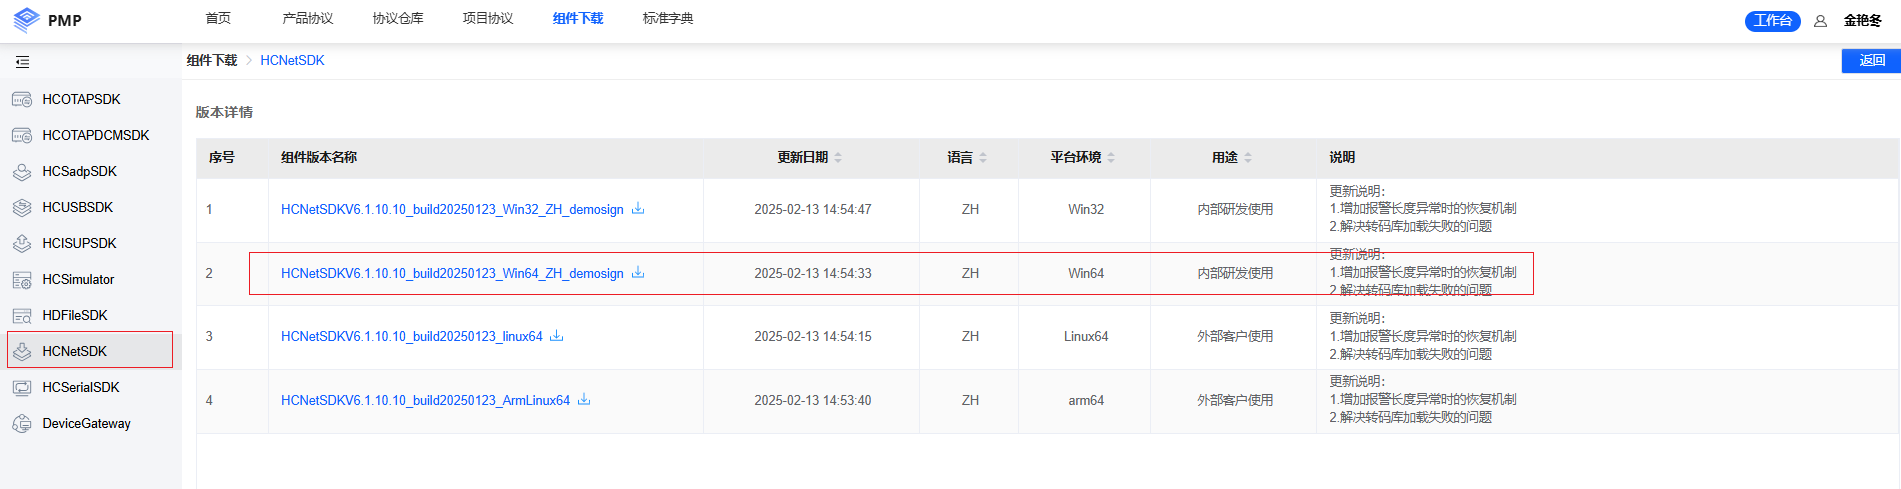 PMP 首页 产品协议 协议仓库 项目协议 组件下载 标准字典 工作台 金艳冬
组件下载 > HCNetSDK 返回
HCOTAPSDK
HCOTAPDCMSDK
HCSadpSDK
HCUSBSDK
HCISUPSDK
HCSimulator
HDFileSDK
HCNetSDK
HCSerialSDK
DeviceGateway
版本详情
序号 组件版本名称 更新日期 语言 平台环境 用途 说明
1 HCNetSDKV6.1.10.10_build20250123_Win32_ZH_demosign 2025-02-13 14:54:47 ZH Win32 内部研发使用 更新说明：
1.增加报警长度异常时的恢复机制
2.解决转码库加载失败的问题
2 HCNetSDKV6.1.10.10_build20250123_Win64_ZH_demosign 2025-02-13 14:54:33 ZH Win64 内部研发使用 更新说明：
1.增加报警长度异常时的恢复机制
2.解决转码库加载失败的问题
3 HCNetSDKV6.1.10.10_build20250123_linux64 2025-02-13 14:54:15 ZH Linux64 外部客户使用 更新说明：
1.增加报警长度异常时的恢复机制
2.解决转码库加载失败的问题
4 HCNetSDKV6.1.10.10_build20250123_ArmLinux64 2025-02-13 14:53:40 ZH arm64 外部客户使用 更新说明：
1.增加报警长度异常时的恢复机制
2.解决转码库加载失败的问题